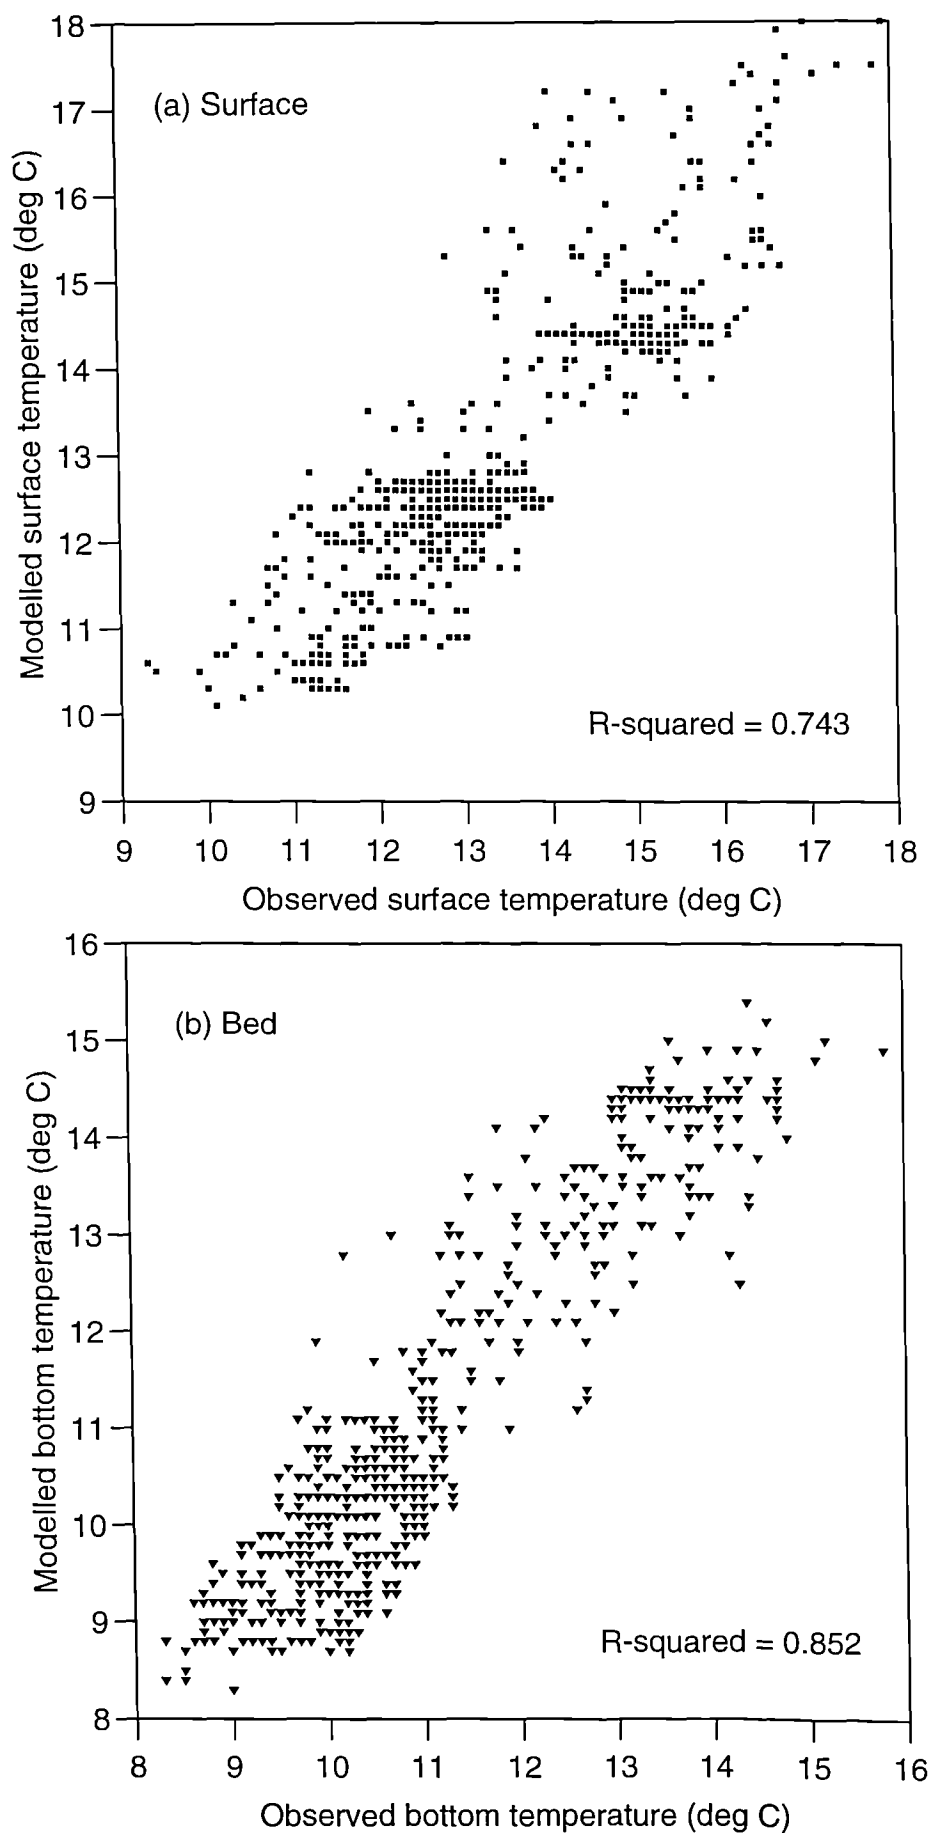 18
17
16
15
14
13
12
11
10
9
Modelled surface temperature (deg C)
(a) Surface
R-squared = 0.743
9 10 11 12 13 14 15 16 17 18
Observed surface temperature (deg C)
16
15
14
13
12
11
10
9
8
Modelled bottom temperature (deg C)
(b) Bed
R-squared = 0.852
8 9 10 11 12 13 14 15 16
Observed bottom temperature (deg C)